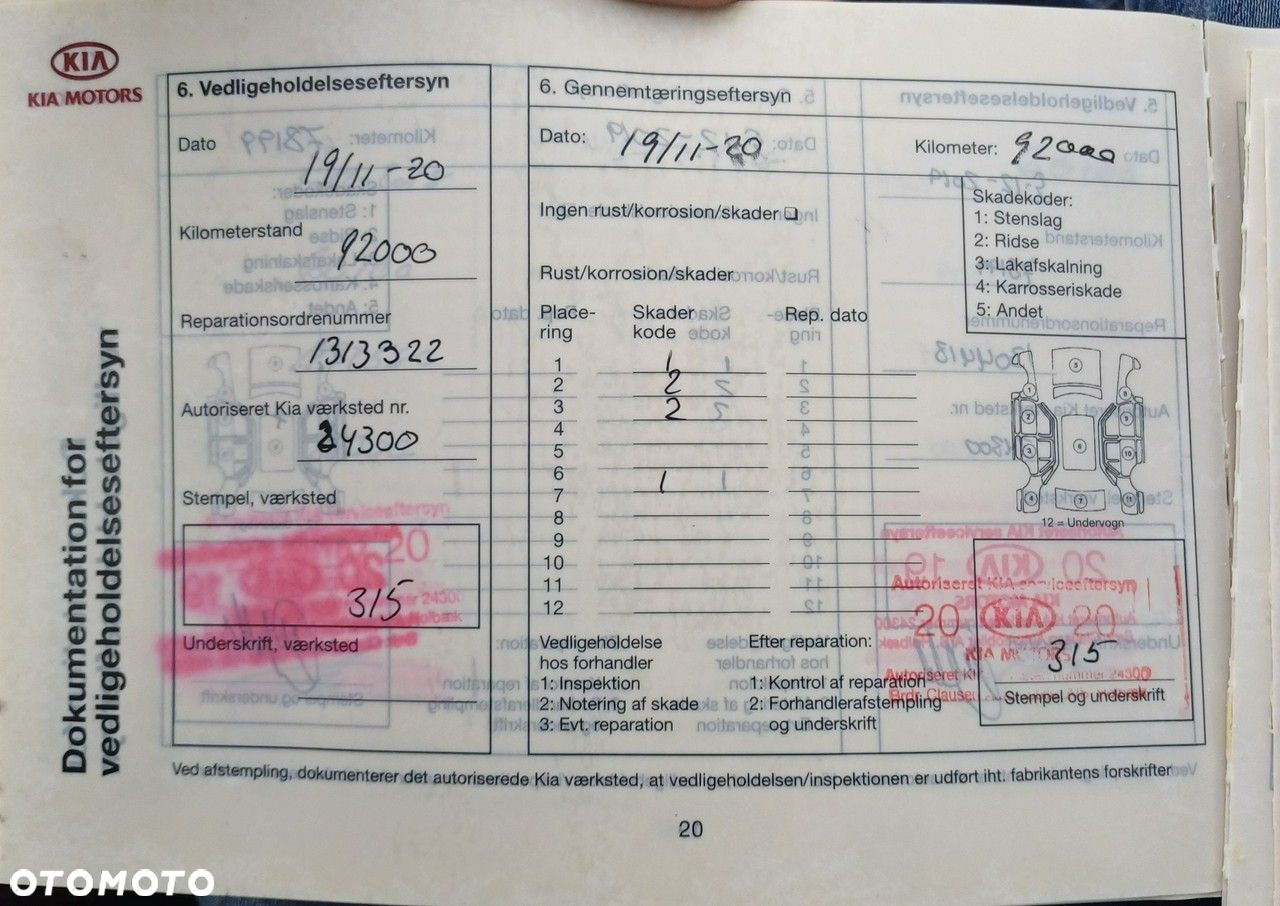 KIA
KIA MOTORS
Dokumentation for
vedligeholdelseseftersyn
6. Vedligeholdelseseftersyn
Dato
19/11-20
Kilometerstand
92000
Reparationsordrenummer
1313322
Autoriseret Kia værksted nr.
24300
Stempel, værksted
20
315
Underskrift, værksted
6. Gennemtæringseftersyn
Dato: 19/11-20
Kilometer: 92000
Ingen rust/korrosion/skader
Skadekoder:
1: Stenslag
2: Ridse
3: Lakafskalning
4: Karrosseriskade
5: Andet
Rust/korrosion/skader
Place-
ring
Skader
kode
Rep. dato
1 1
2 2
3 2
4
5
6
7 1
8
9
10
11
12
12 = Undervogn
Vedligeholdelse
hos forhandler
1: Inspektion
2: Notering af skade
3: Evt. reparation
Efter reparation:
1: Kontrol af reparation
2: Forhandlerafstempling
og underskrift
Autoriseret KIA serviceeftersyn
20 KIA 20
KIA MOTORS
315
24300
Stempel og underskrift
Ved afstempling, dokumenterer det autoriserede Kia værksted, at vedligeholdelsen/inspektionen er udført iht. fabrikantens forskrifter
20
OTOMOTO